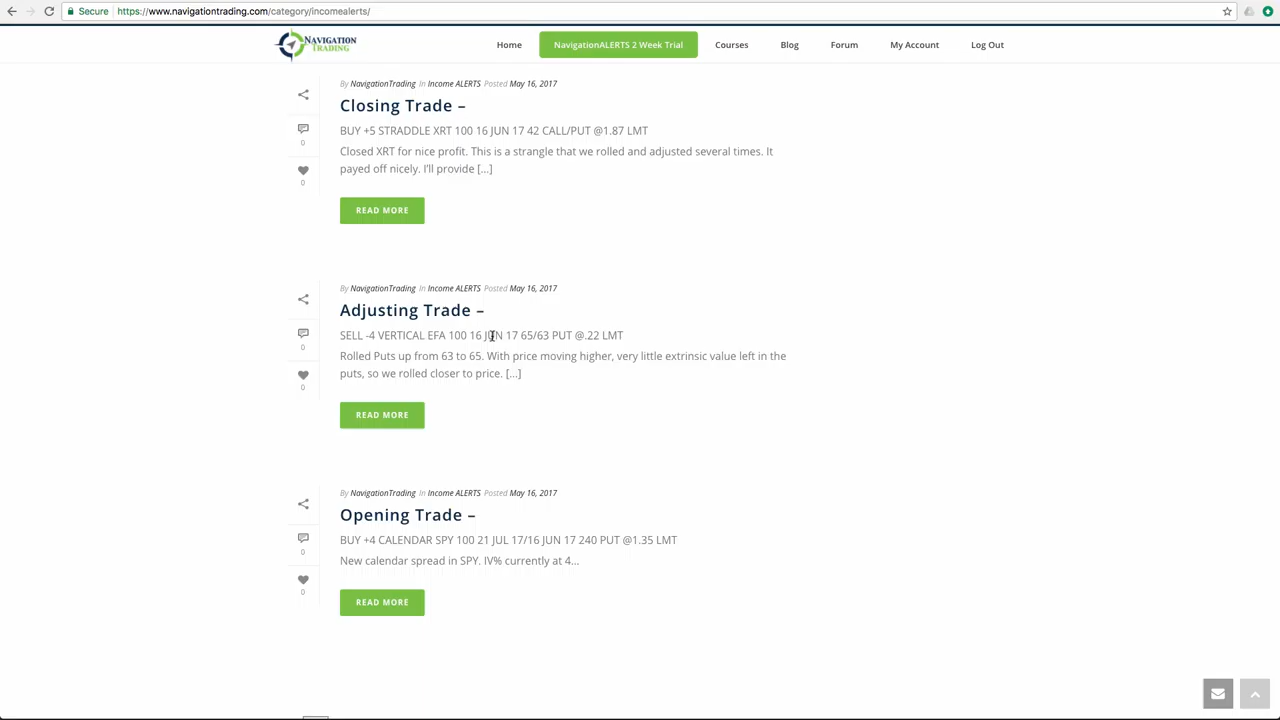 Secure https://www.navigationtrading.com/category/incomealerts/
NAVIGATION TRADING
Home NavigationALERTS 2 Week Trial Courses Blog Forum My Account Log Out
By NavigationTrading In Income ALERTS Posted May 16, 2017
Closing Trade –
BUY +5 STRADDLE XRT 100 16 JUN 17 42 CALL/PUT @1.87 LMT
0
Closed XRT for nice profit. This is a strangle that we rolled and adjusted several times. It
payed off nicely. I'll provide [...]
0
READ MORE
By NavigationTrading In Income ALERTS Posted May 16, 2017
Adjusting Trade –
SELL -4 VERTICAL EFA 100 16 JUN 17 65/63 PUT @.22 LMT
0
Rolled Puts up from 63 to 65. With price moving higher, very little extrinsic value left in the
puts, so we rolled closer to price. [...]
0
READ MORE
By NavigationTrading In Income ALERTS Posted May 16, 2017
Opening Trade –
BUY +4 CALENDAR SPY 100 21 JUL 17/16 JUN 17 240 PUT @1.35 LMT
0
New calendar spread in SPY. IV% currently at 4...
0
READ MORE